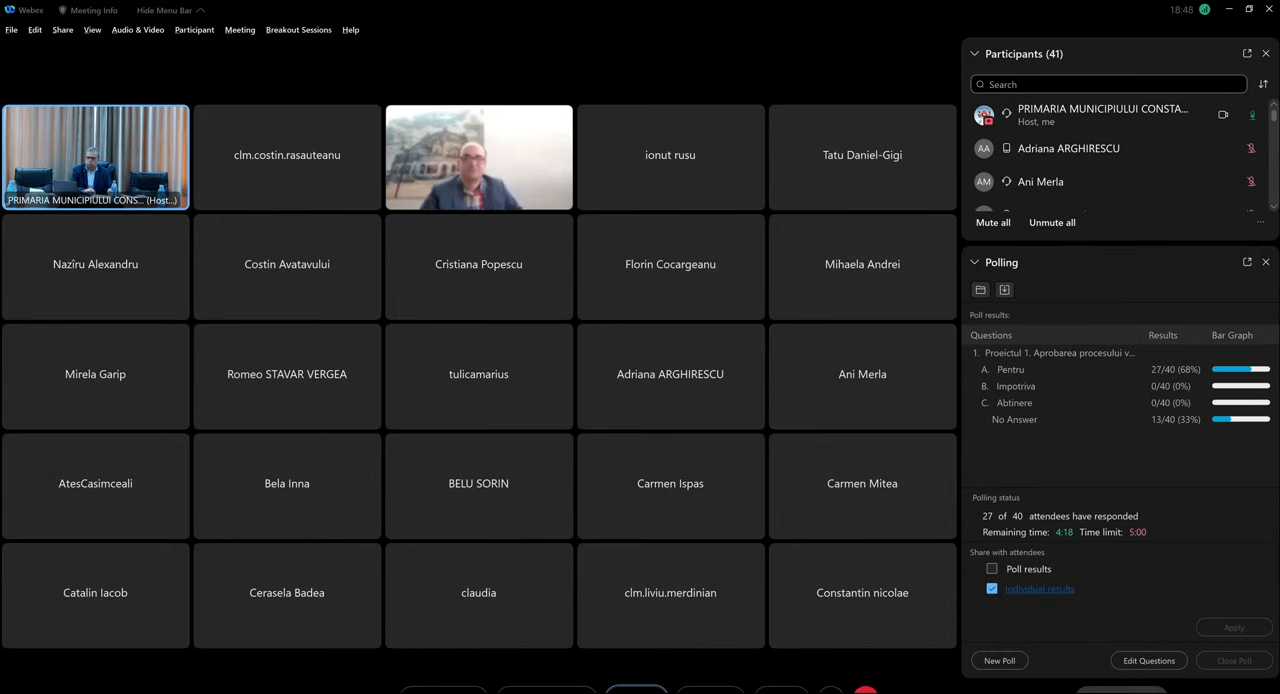 Webex
Meeting Info
Hide Menu Bar
18:48
File Edit Share View Audio & Video Participant Meeting Breakout Sessions Help
PRIMARIA MUNICIPIULUI CONS... (Host...)
clm.costin.rasauteanu
ionut rusu
Tatu Daniel-Gigi
Nazîru Alexandru
Costin Avatavului
Cristiana Popescu
Florin Cocargeanu
Mihaela Andrei
Mirela Garip
Romeo STAVAR VERGEA
tulicamarius
Adriana ARGHIRESCU
Ani Merla
AtesCasimceali
Bela Inna
BELU SORIN
Carmen Ispas
Carmen Mitea
Catalin Iacob
Cerasela Badea
claudia
clm.liviu.merdinian
Constantin nicolae
Participants (41)
Search
PRIMARIA MUNICIPIULUI CONSTA...
Host, me
AA Adriana ARGHIRESCU
AM Ani Merla
Mute all Unmute all ...
Polling
Poll results:
Questions Results Bar Graph
1. Proeictul 1. Aprobarea procesului v...
A. Pentru 27/40 (68%)
B. Impotriva 0/40 (0%)
C. Abtinere 0/40 (0%)
No Answer 13/40 (33%)
Polling status
27 of 40 attendees have responded
Remaining time: 4:18 Time limit: 5:00
Share with attendees
Poll results
Individual results
Apply
New Poll Edit Questions Close Poll